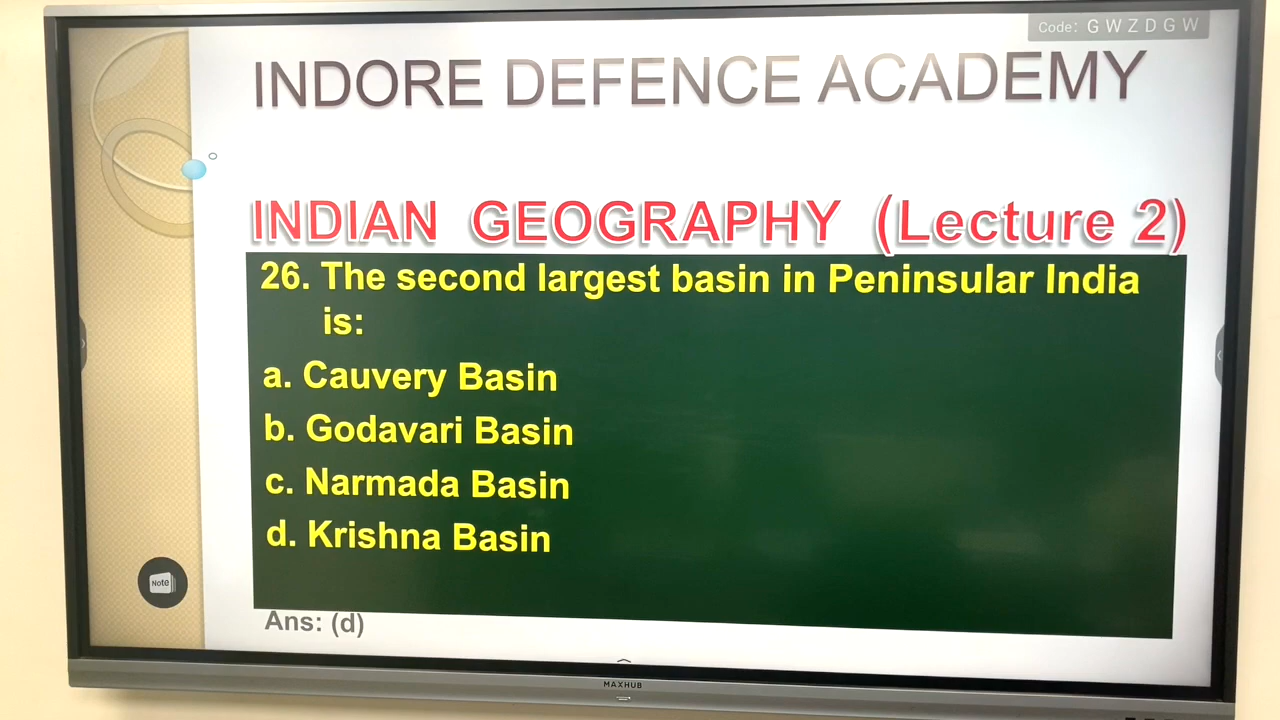 Code: GWZDGW
INDORE DEFENCE ACADEMY
INDIAN GEOGRAPHY (Lecture 2)
26. The second largest basin in Peninsular India
is:
a. Cauvery Basin
b. Godavari Basin
c. Narmada Basin
d. Krishna Basin
Note
Ans: (d)
MAXHUB